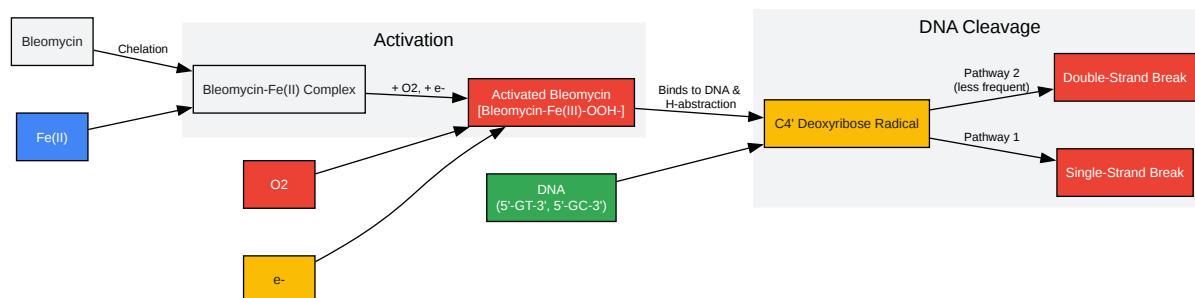 Bleomycin
Fe(II)
Chelation
Activation
Bleomycin-Fe(II) Complex
+ O2, + e-
Activated Bleomycin
[Bleomycin-Fe(III)-OOH-]
O2
e-
Binds to DNA &
H-abstraction
DNA
(5'-GT-3', 5'-GC-3')
DNA Cleavage
C4' Deoxyribose Radical
Pathway 2
(less frequent)
Double-Strand Break
Pathway 1
Single-Strand Break